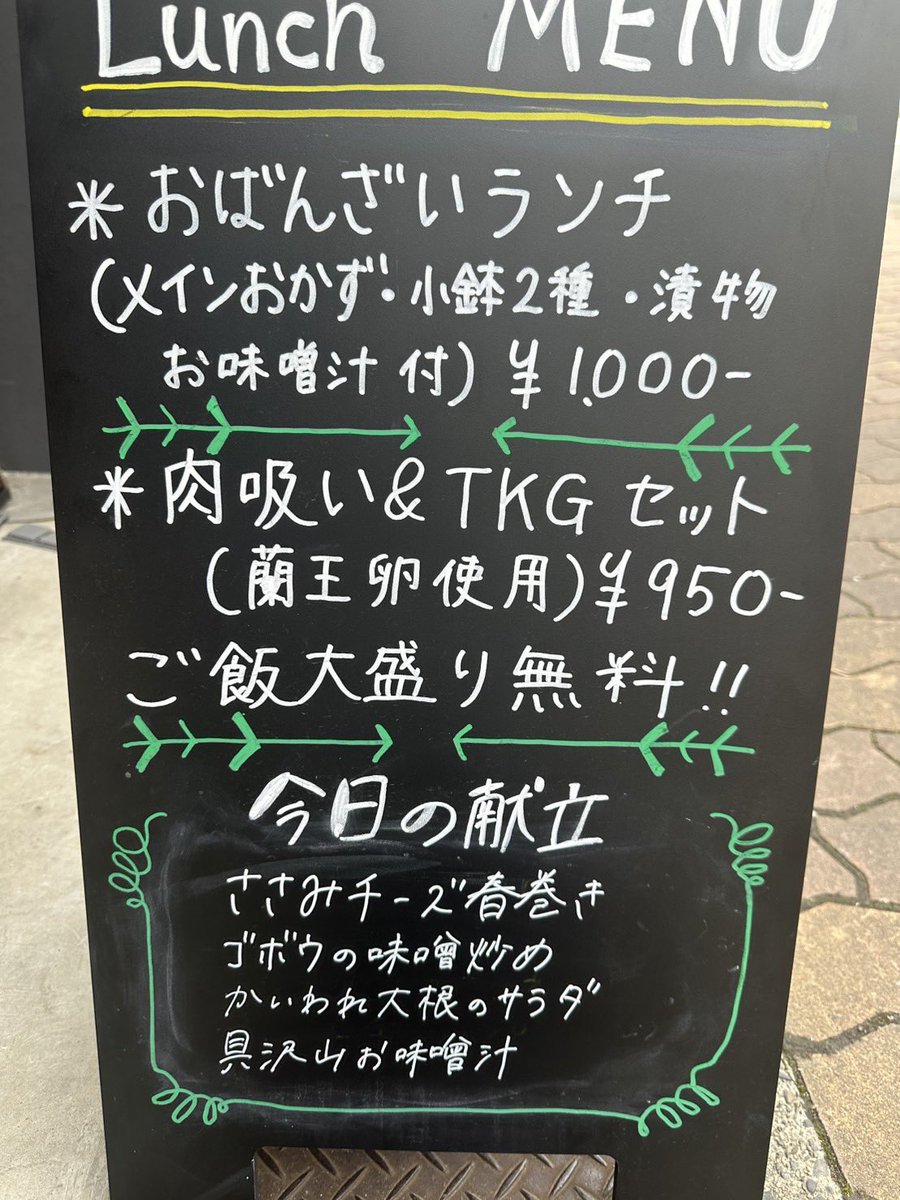 Lunch MENU
*おばんざいランチ
(メインおかず・小鉢2種・漬物
お味噌汁付)¥1.000-
*肉吸い&TKGセット
(蘭王卵使用)¥950-
ご飯大盛り無料!!
今日の献立
ささみチーズ春巻き
ゴボウの味噌炒め
かいわれ大根のサラダ
具沢山お味噌汁